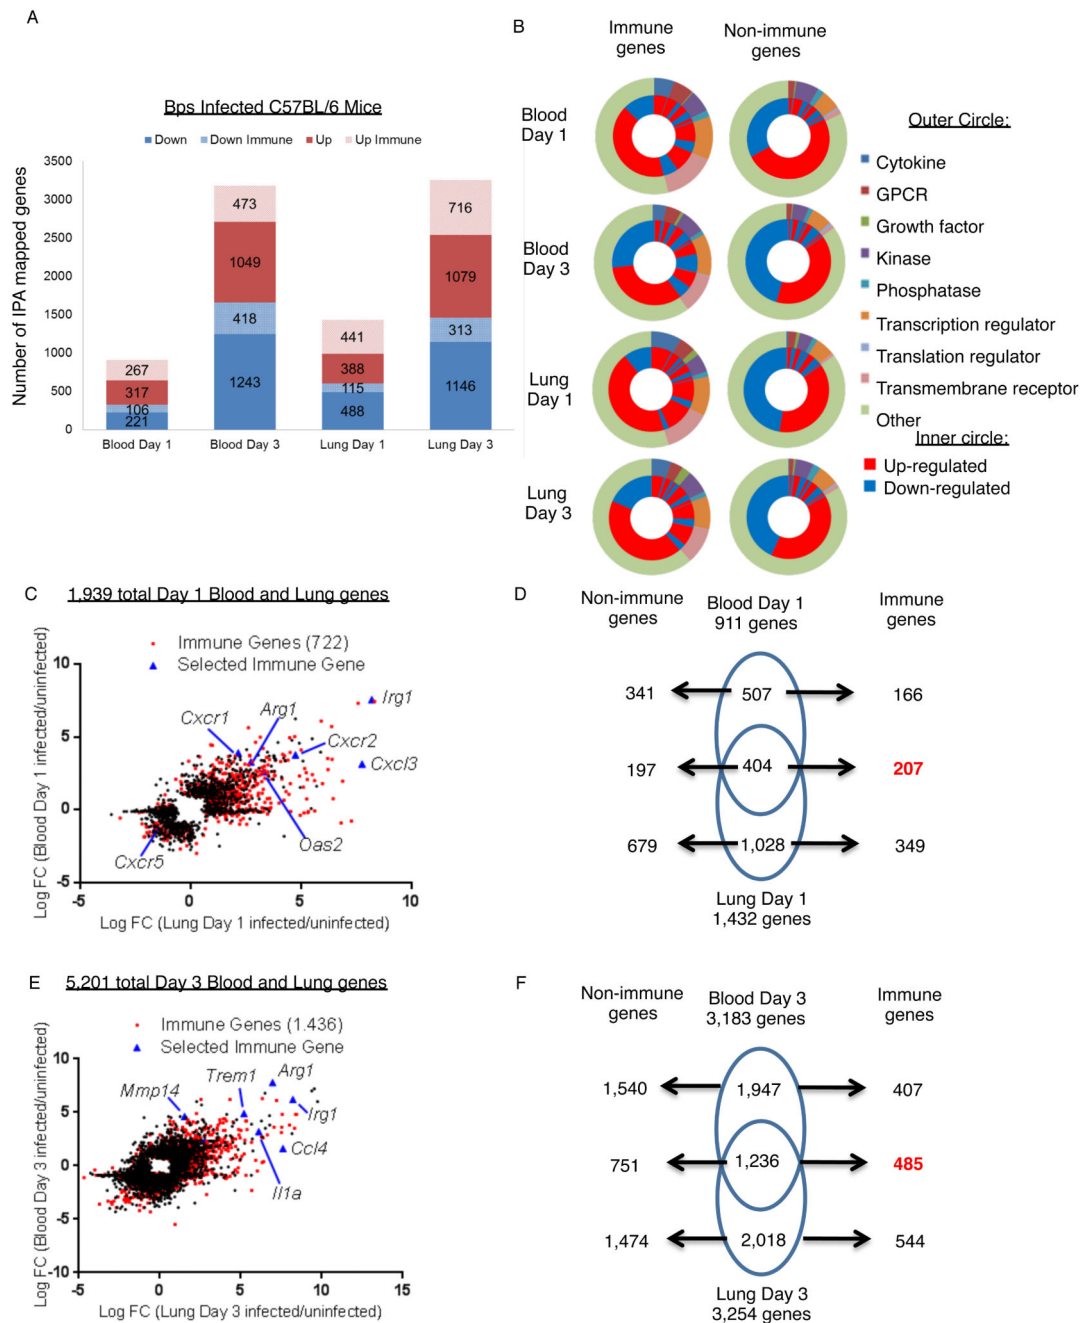 A
Bps Infected C57BL/6 Mice
Down Down Immune Up Up Immune
Number of IPA mapped genes
3500
3000
2500
2000
1500
1000
500
0
267
317
106
221
473
1049
418
1243
441
388
115
488
716
1079
313
1146
Blood Day 1 Blood Day 3 Lung Day 1 Lung Day 3
B
Immune genes
Non-immune genes
Blood Day 1
Blood Day 3
Lung Day 1
Lung Day 3
Outer Circle:
Cytokine
GPCR
Growth factor
Kinase
Phosphatase
Transcription regulator
Translation regulator
Transmembrane receptor
Other
Inner circle:
Up-regulated
Down-regulated
C
1,939 total Day 1 Blood and Lung genes
Immune Genes (722)
Selected Immune Gene
Log FC (Blood Day 1 infected/uninfected)
10
5
0
-5
Irg1
Arg1
Cxcr1
Cxcr2
Cxcl3
Oas2
Cxcr5
-5 0 5 10
Log FC (Lung Day 1 infected/uninfected)
D
Non-immune genes
Blood Day 1
911 genes
Immune genes
341 507 166
197 404 207
679 1,028 349
Lung Day 1
1,432 genes
E
5,201 total Day 3 Blood and Lung genes
Immune Genes (1.436)
Selected Immune Gene
Log FC (Blood Day 3 infected/uninfected)
10
5
0
-5
-10
Mmp14
Trem1
Arg1
Irg1
Ccl4
Il1a
-5 0 5 10 15
Log FC (Lung Day 3 infected/uninfected)
F
Non-immune genes
Blood Day 3
3,183 genes
Immune genes
1,540 1,947 407
751 1,236 485
1,474 2,018 544
Lung Day 3
3,254 genes